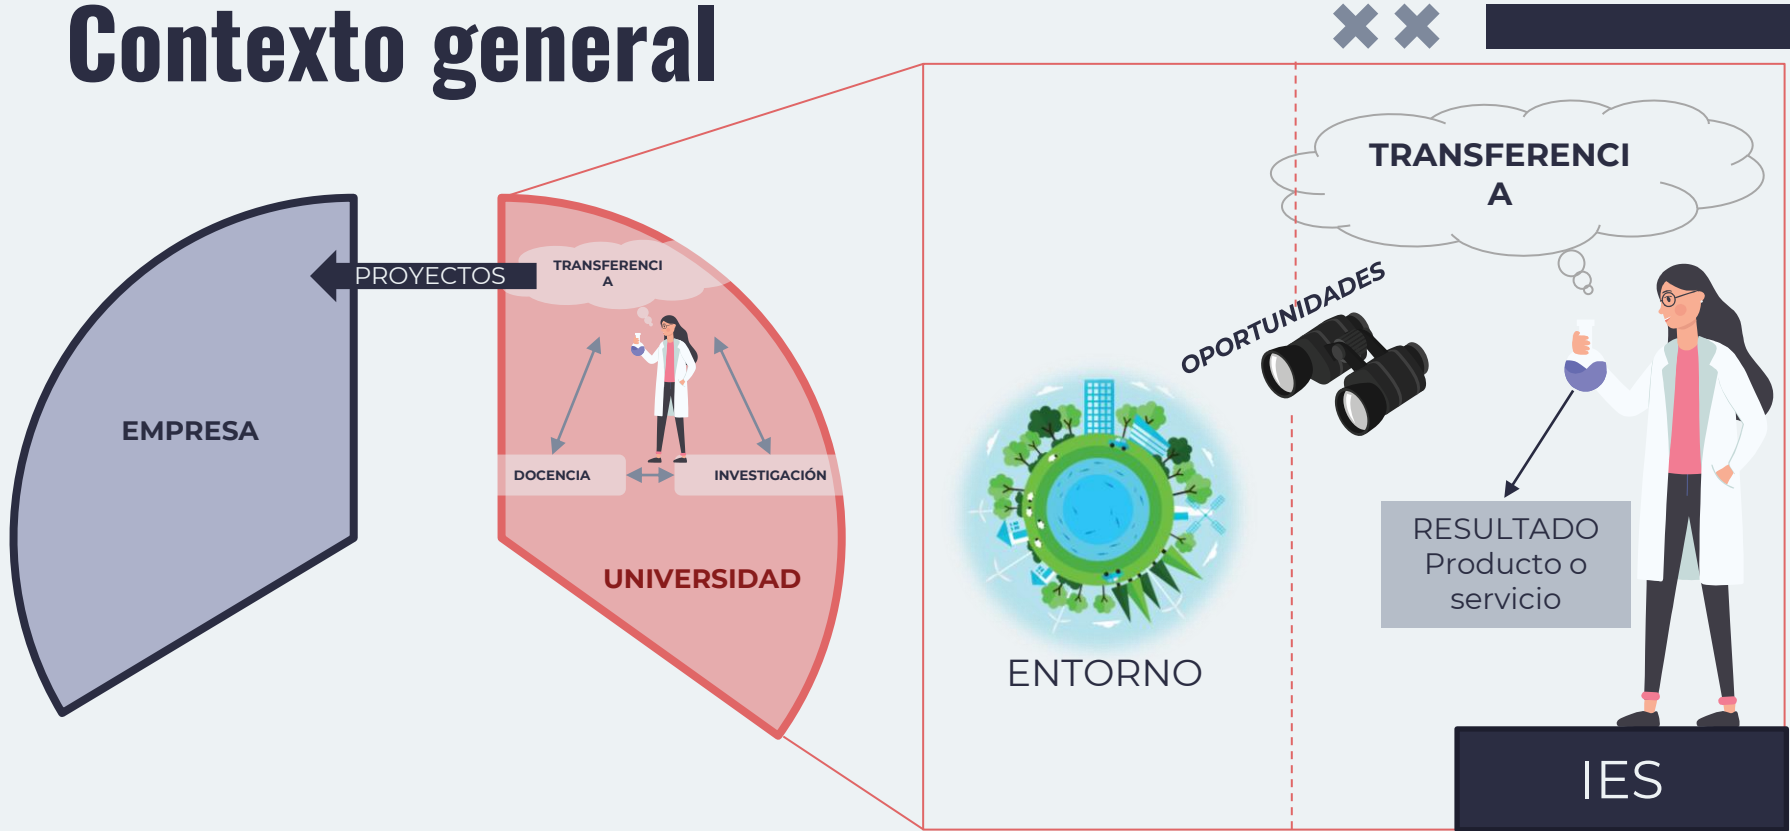 Contexto general
PROYECTOS
TRANSFERENCI
A
EMPRESA
DOCENCIA
INVESTIGACIÓN
UNIVERSIDAD
TRANSFERENCI
A
OPORTUNIDADES
RESULTADO
Producto o
servicio
ENTORNO
IES